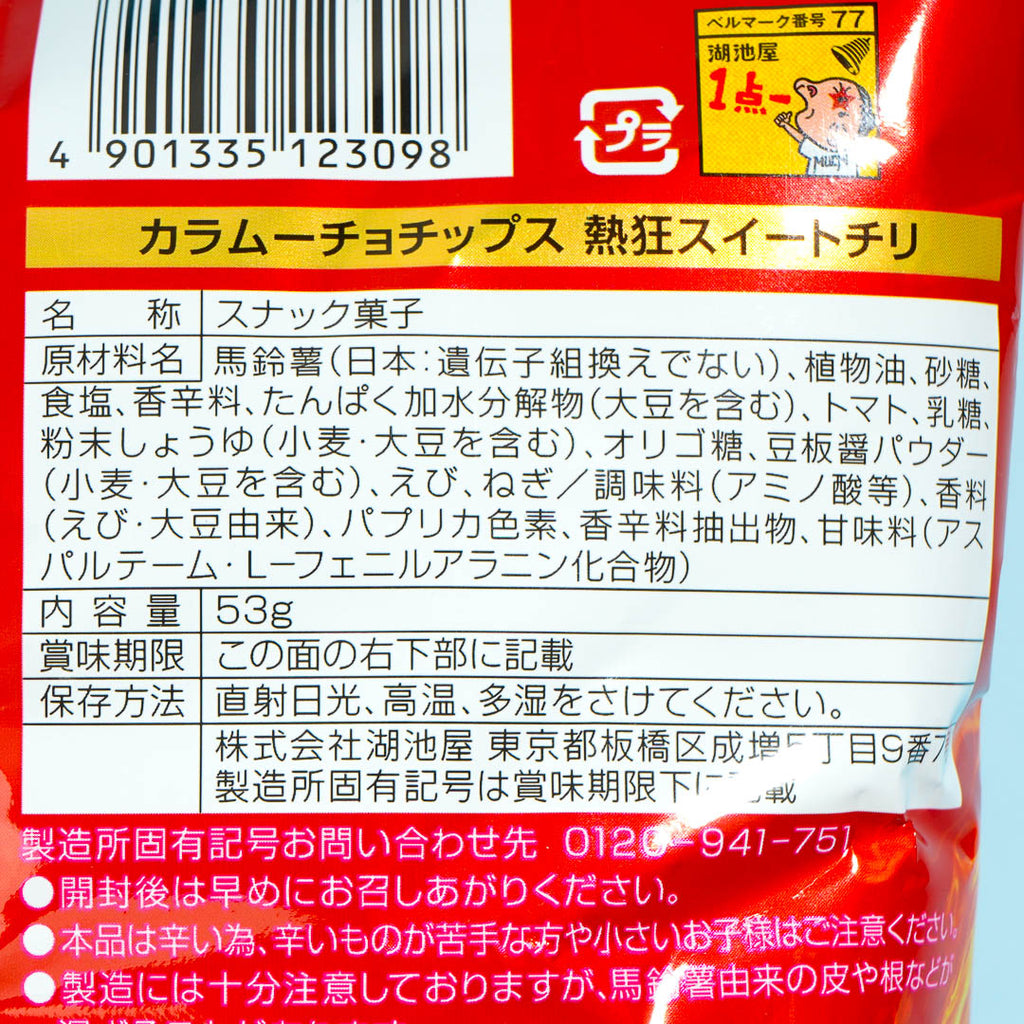 ベルマーク番号 77
湖池屋
1点
プラ
4 901335 123098
カラムーチョチップス 熱狂スイートチリ
名称 スナック菓子
原材料名 馬鈴薯(日本:遺伝子組換えでない)、植物油、砂糖、
食塩、香辛料、たんぱく加水分解物(大豆を含む)、トマト、乳糖、
粉末しょうゆ(小麦・大豆を含む)、オリゴ糖、豆板醤パウダー
(小麦・大豆を含む)、えび、ねぎ/調味料(アミノ酸等)、香料
(えび・大豆由来)、パプリカ色素、香辛料抽出物、甘味料(アス
パルテーム・L-フェニルアラニン化合物)
内容量 53g
賞味期限 この面の右下部に記載
保存方法 直射日光、高温、多湿をさけてください。
株式会社湖池屋 東京都板橋区成増5丁目9番7
製造所固有記号は賞味期限下に記載
製造所固有記号お問い合わせ先 0120-941-751
●開封後は早めにお召しあがりください。
●本品は辛い為、辛いものが苦手な方や小さいお子様はご注意ください。
●製造には十分注意しておりますが、馬鈴薯由来の皮や根などが